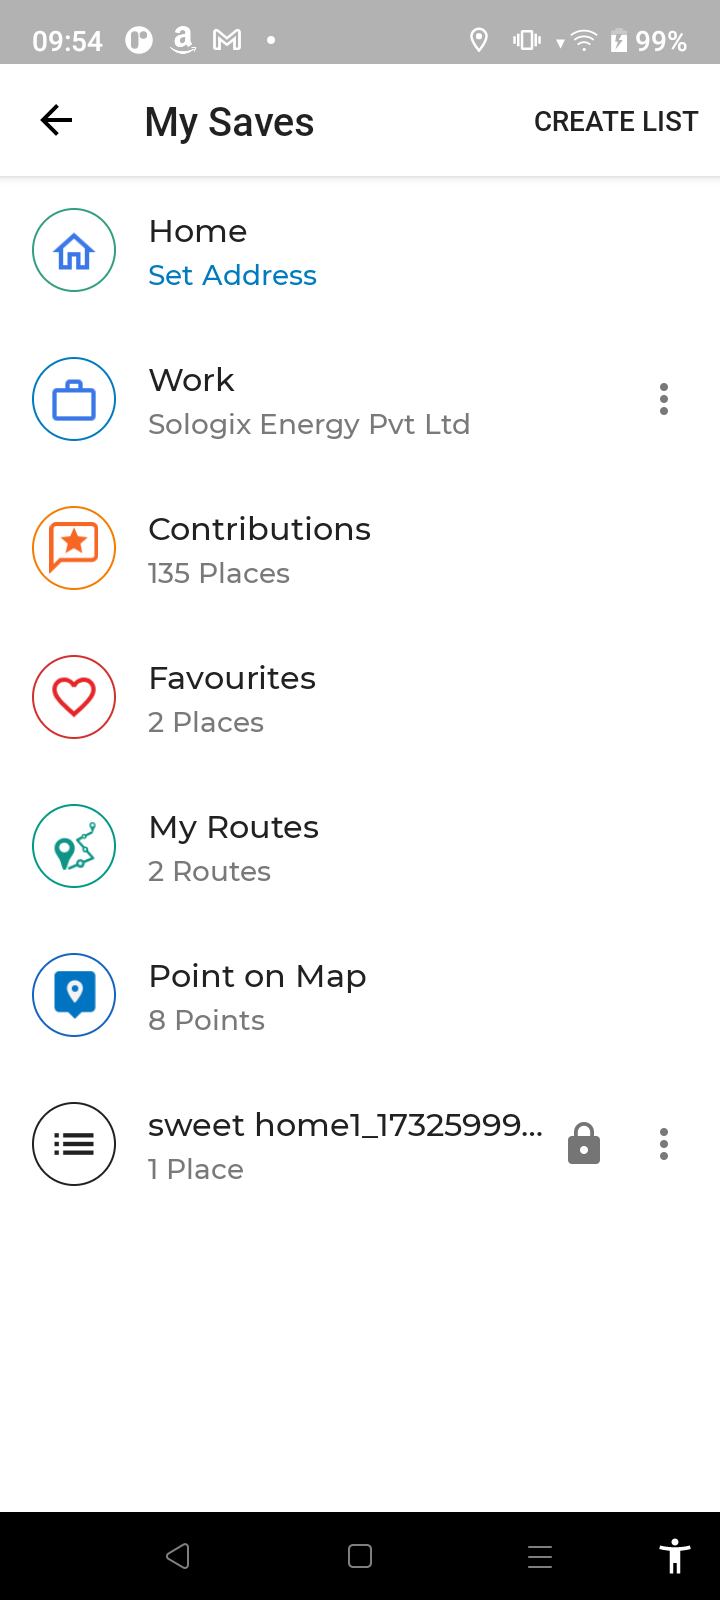 09:54
99%
My Saves
CREATE LIST
Home
Set Address
Work
Sologix Energy Pvt Ltd
Contributions
135 Places
Favourites
2 Places
My Routes
2 Routes
Point on Map
8 Points
sweet home1_17325999...
1 Place